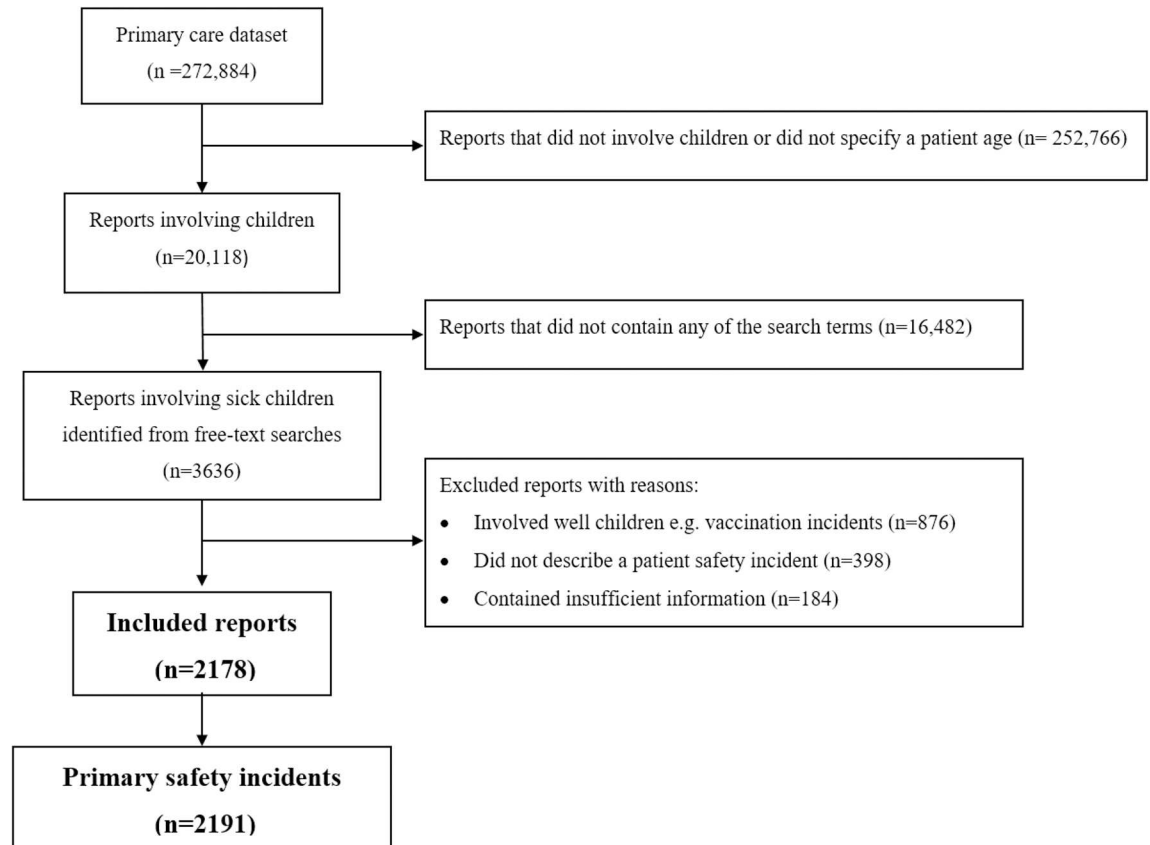 Primary care dataset
(n =272,884)
Reports that did not involve children or did not specify a patient age (n= 252,766)
Reports involving children
(n=20,118)
Reports that did not contain any of the search terms (n=16,482)
Reports involving sick children
identified from free-text searches
(n=3636)
Excluded reports with reasons:
• Involved well children e.g. vaccination incidents (n=876)
• Did not describe a patient safety incident (n=398)
• Contained insufficient information (n=184)
Included reports
(n=2178)
Primary safety incidents
(n=2191)